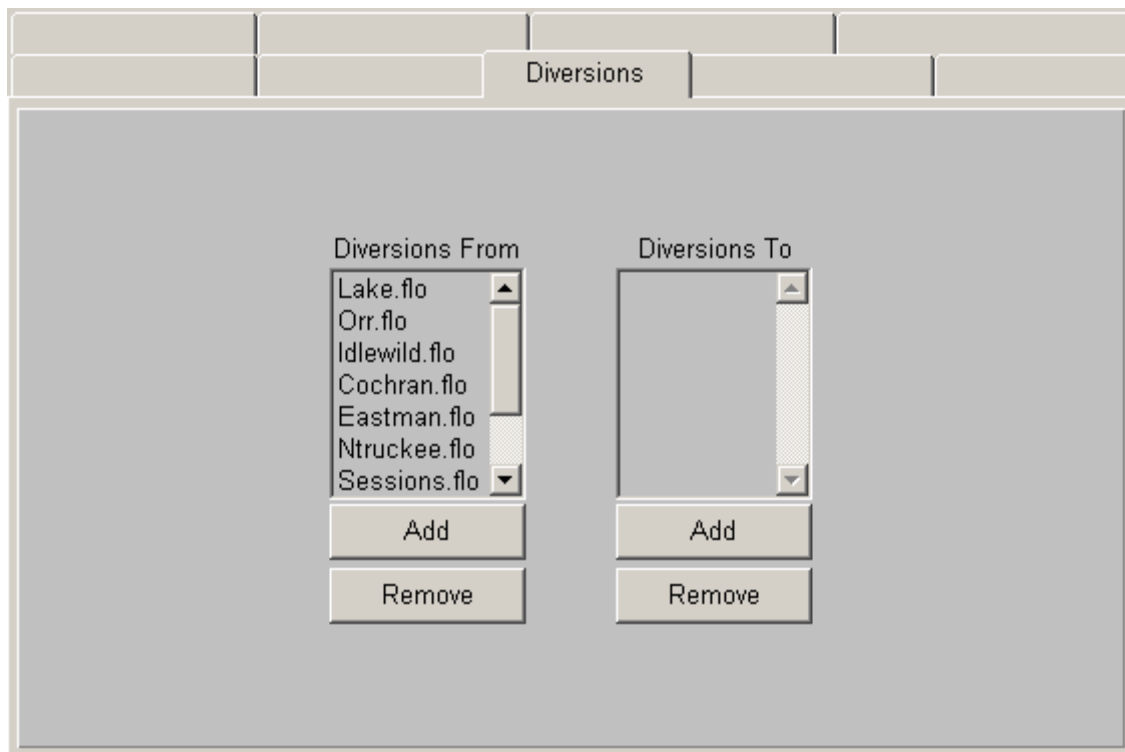 Diversions
Diversions From
Diversions To
Lake.flo
Orr.flo
Idlewild.flo
Cochran.flo
Eastman.flo
Ntruckee.flo
Sessions.flo
Add
Add
Remove
Remove